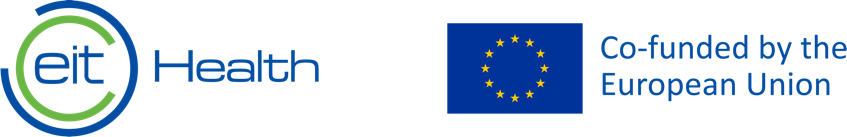 eit Health
Co-funded by the
European Union